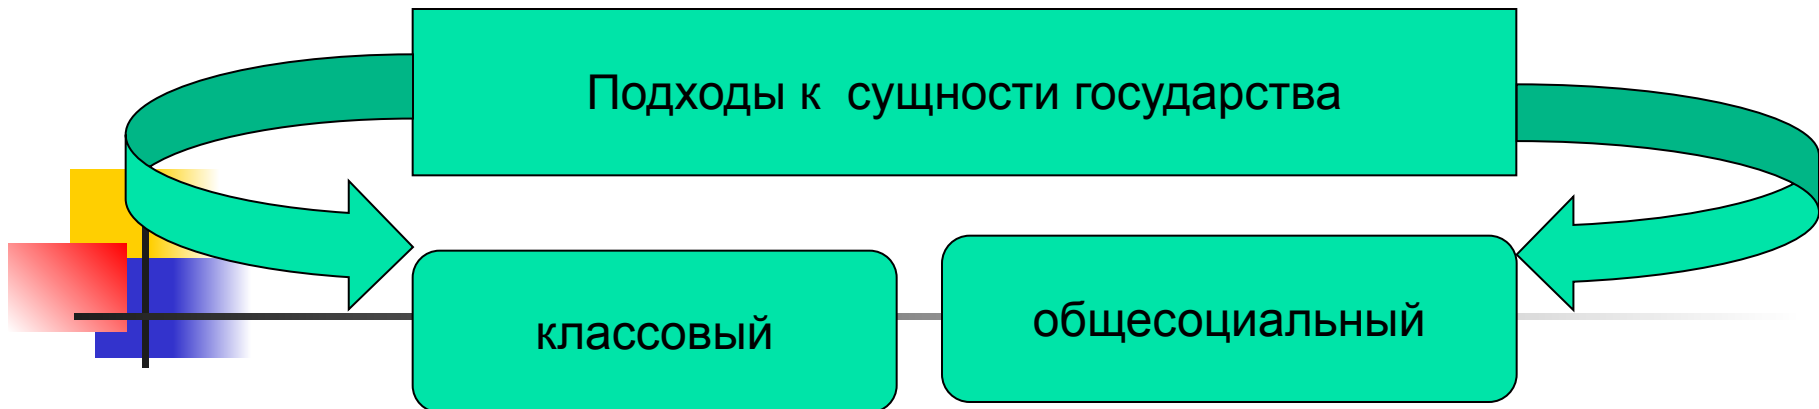 Подходы к сущности государства
классовый
общесоциальный